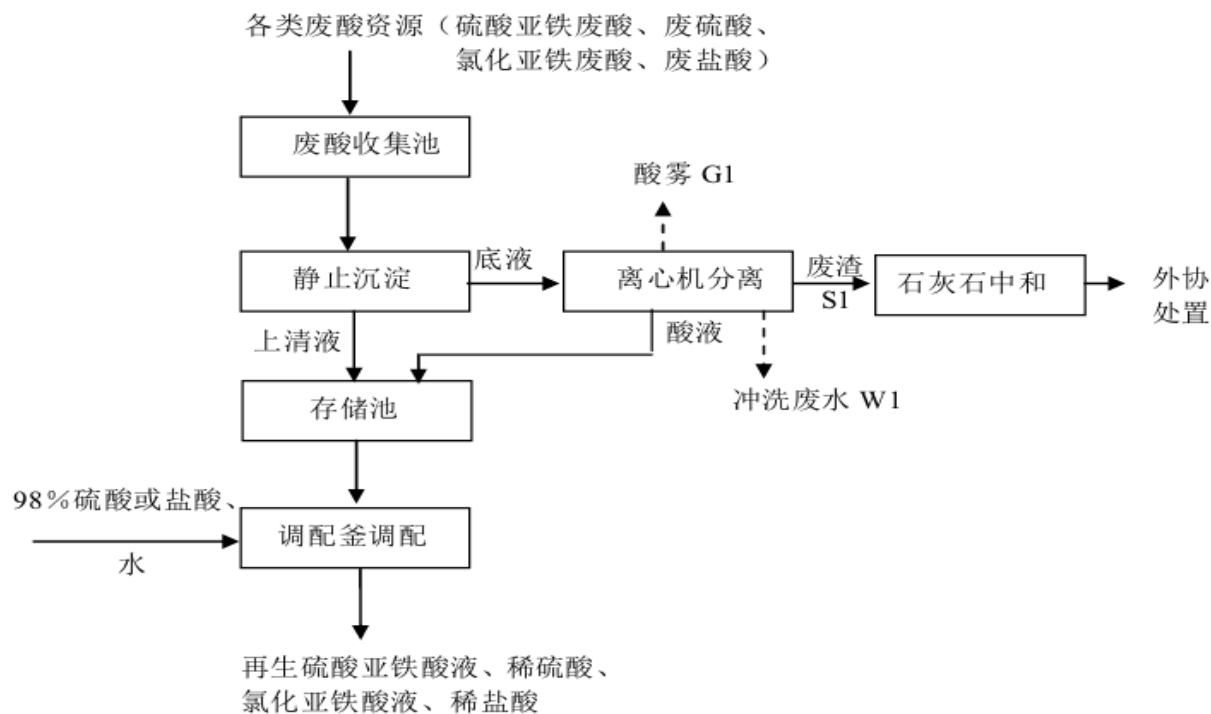 各类废酸资源（硫酸亚铁废酸、废硫酸、
氯化亚铁废酸、废盐酸）
废酸收集池
酸雾 G1
静止沉淀
底液
离心机分离
废渣
S1
石灰石中和
外协
处置
上清液
酸液
存储池
冲洗废水 W1
98%硫酸或盐酸、
水
调配釜调配
再生硫酸亚铁酸液、稀硫酸、
氯化亚铁酸液、稀盐酸